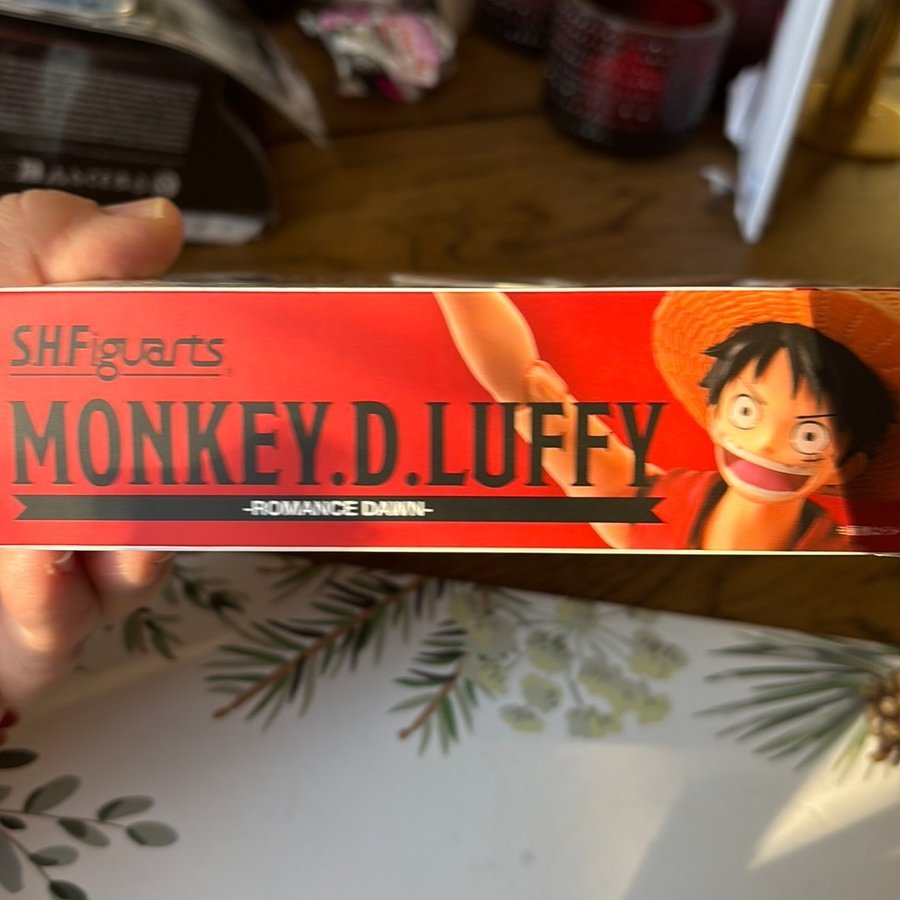 S.H.Figuarts
MONKEY.D.LUFFY
-ROMANCE DAWN-